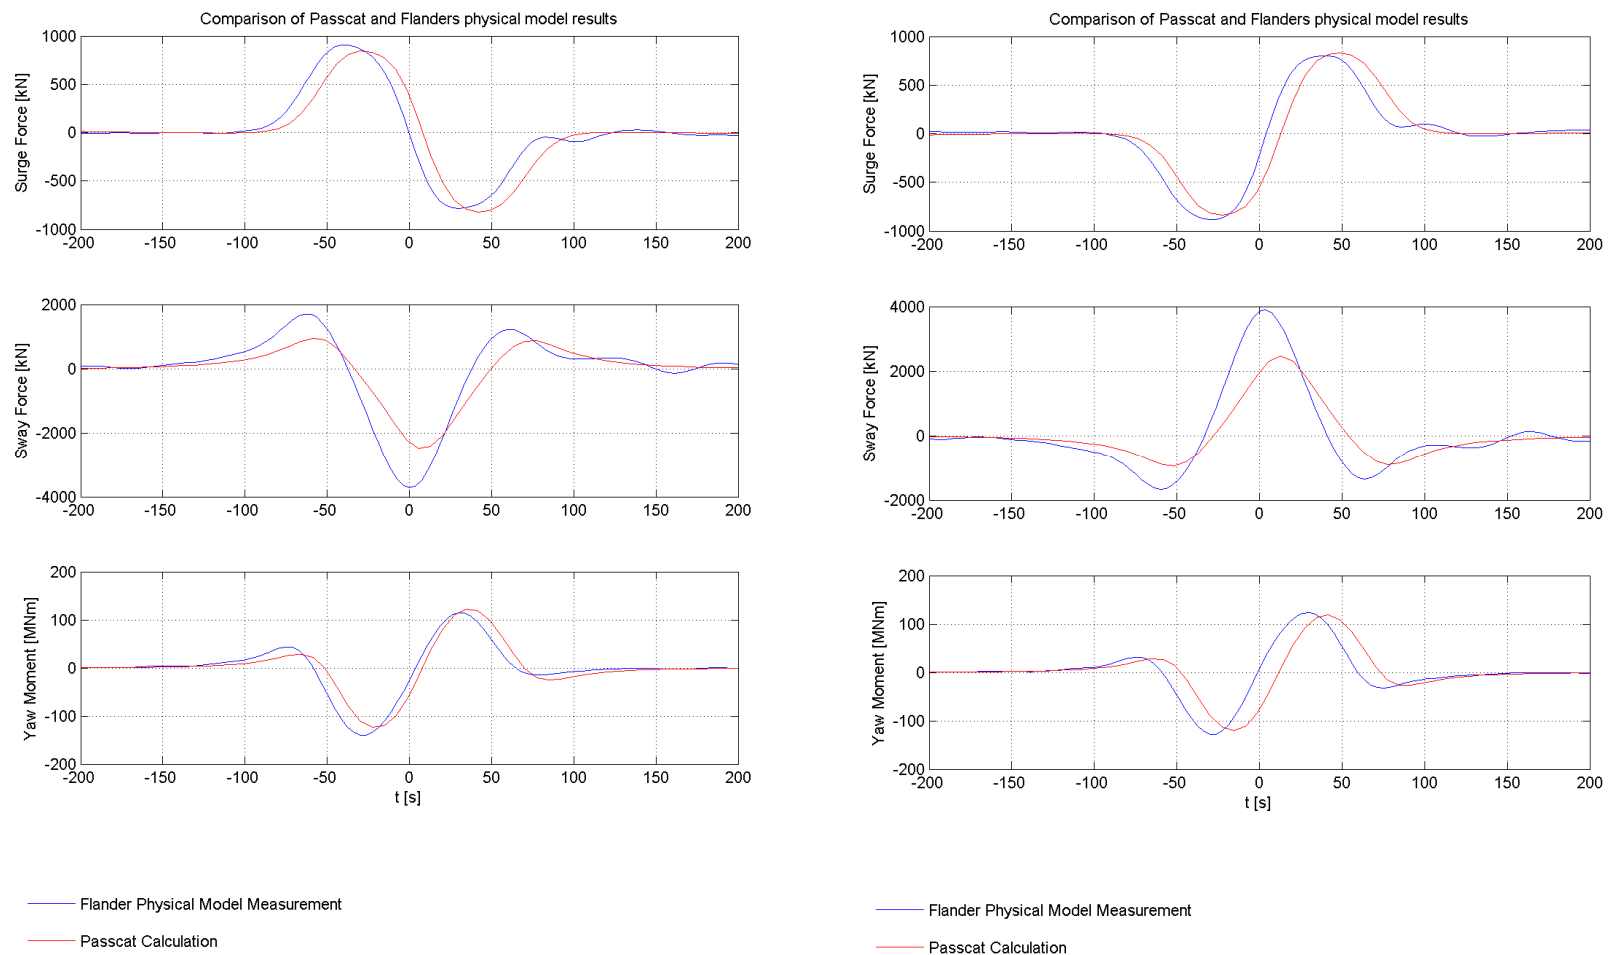 Comparison of Passcat and Flanders physical model results
Surge Force [kN]
1000
500
0
-500
-1000
-200 -150 -100 -50 0 50 100 150 200
Sway Force [kN]
2000
0
-2000
-4000
-200 -150 -100 -50 0 50 100 150 200
Yaw Moment [MNm]
200
100
0
-100
-200
-200 -150 -100 -50 0 50 100 150 200
t [s]
Flander Physical Model Measurement
Passcat Calculation
Comparison of Passcat and Flanders physical model results
Surge Force [kN]
1000
500
0
-500
-1000
-200 -150 -100 -50 0 50 100 150 200
Sway Force [kN]
4000
2000
0
-2000
-200 -150 -100 -50 0 50 100 150 200
Yaw Moment [MNm]
200
100
0
-100
-200
-200 -150 -100 -50 0 50 100 150 200
t [s]
Flander Physical Model Measurement
Passcat Calculation